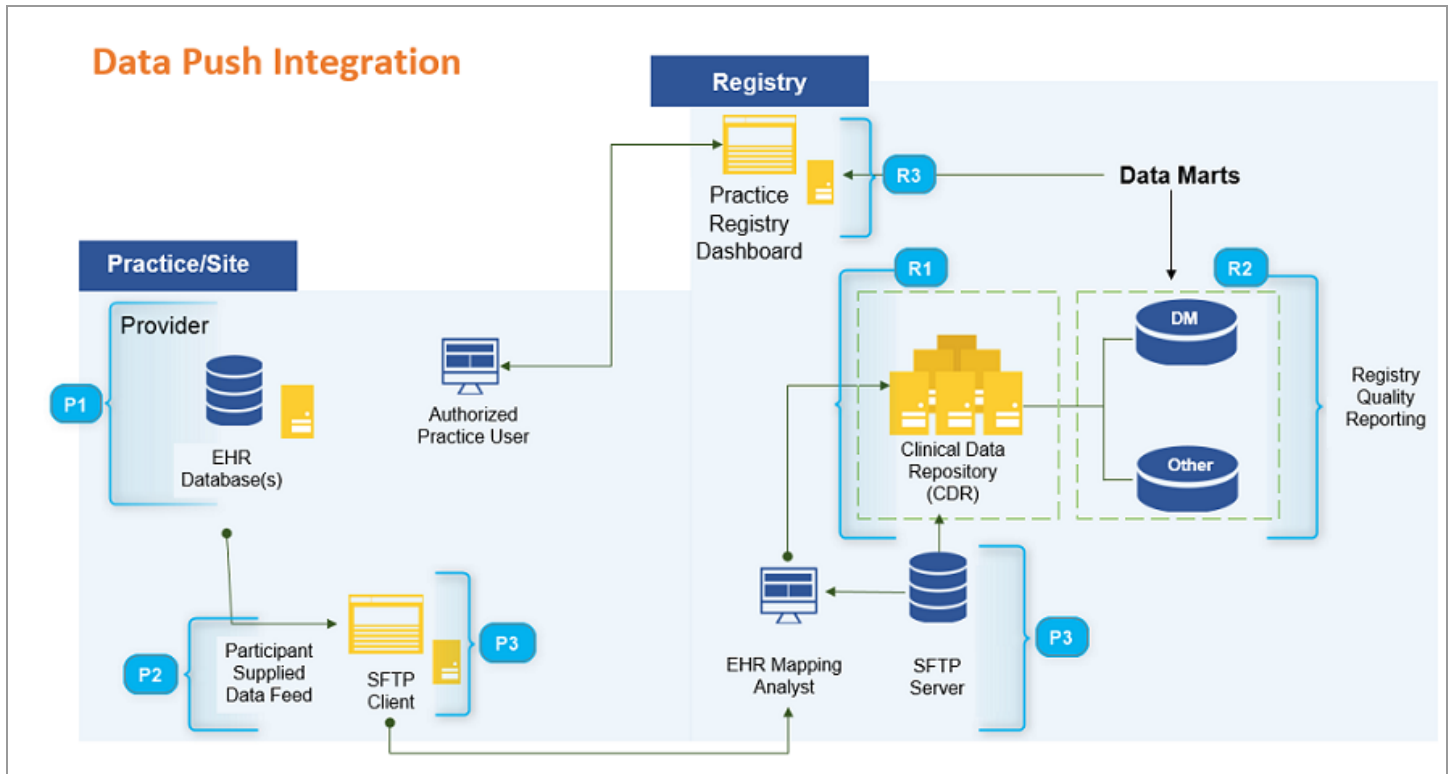 Data Push Integration
Registry
Practice
Registry
Dashboard
R3
Data Marts
Practice/Site
Provider
P1
EHR
Database(s)
Authorized
Practice User
R1
R2
Clinical Data
Repository
(CDR)
DM
Other
Registry
Quality
Reporting
P2
Participant
Supplied
Data Feed
SFTP
Client
P3
EHR Mapping
Analyst
SFTP
Server
P3